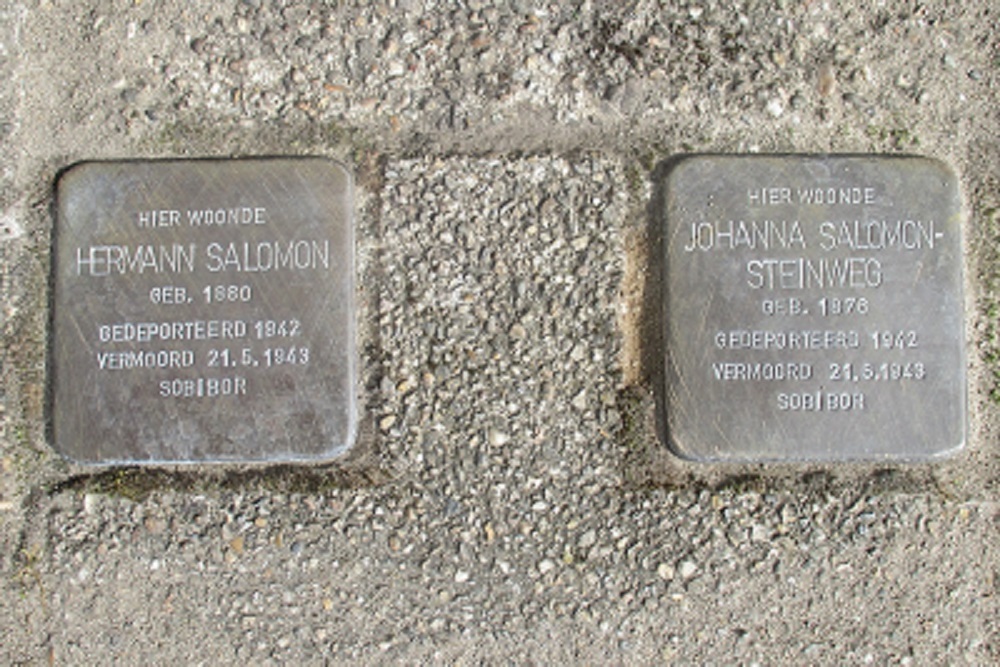 HIER WOONDE
HERMANN SALOMON
GEB. 1880
GEDEPORTEERD 1942
VERMOORD 21.5.1943
SOBIBOR
HIER WOONDE
JOHANNA SALOMON-
STEINWEG
GEB. 1876
GEDEPORTEERD 1942
VERMOORD 21.5.1943
SOBIBOR